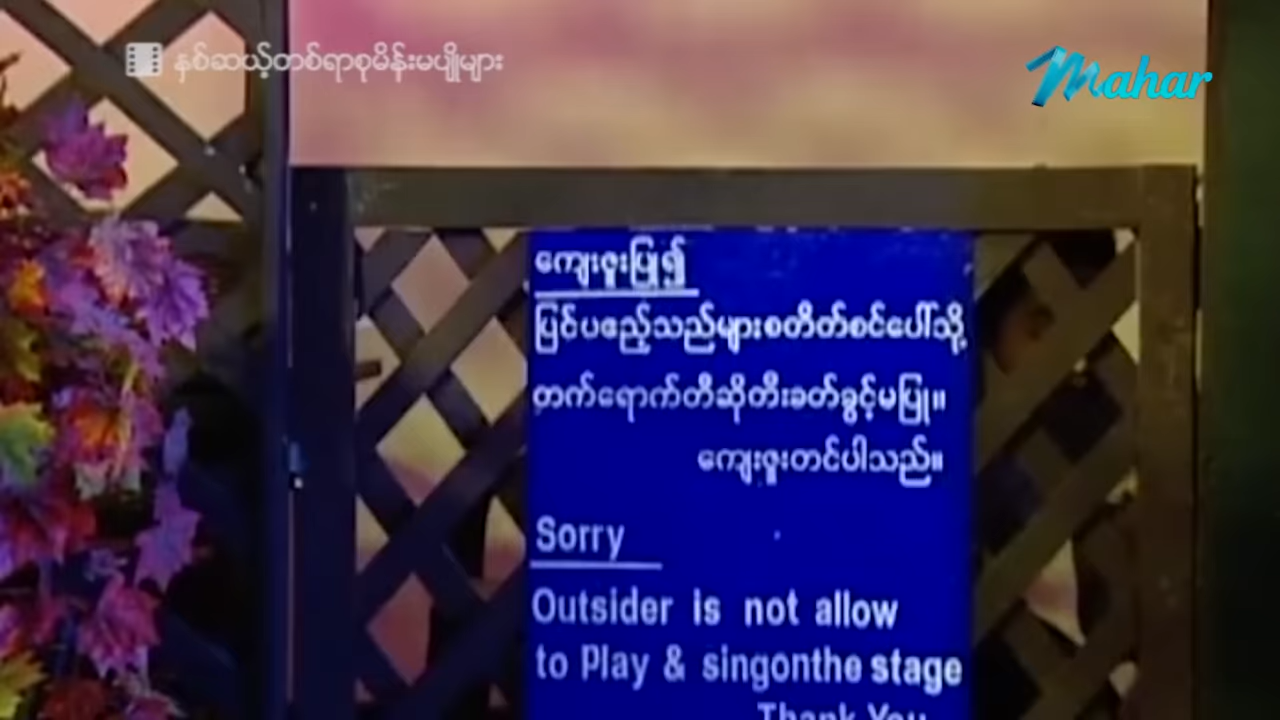 နှစ်ဆယ့်တစ်ရာစုမိန်းမပျိုများ
Mahar
ကျေးဇူးပြု၍
ပြင်ပဧည့်သည်များစတိတ်စင်ပေါ်သို့
တက်ရောက်တီဆိုတီးခတ်ခွင့်မပြု။
ကျေးဇူးတင်ပါသည်။
Sorry
Outsider is not allow
to Play & singonthe stage
Thank You